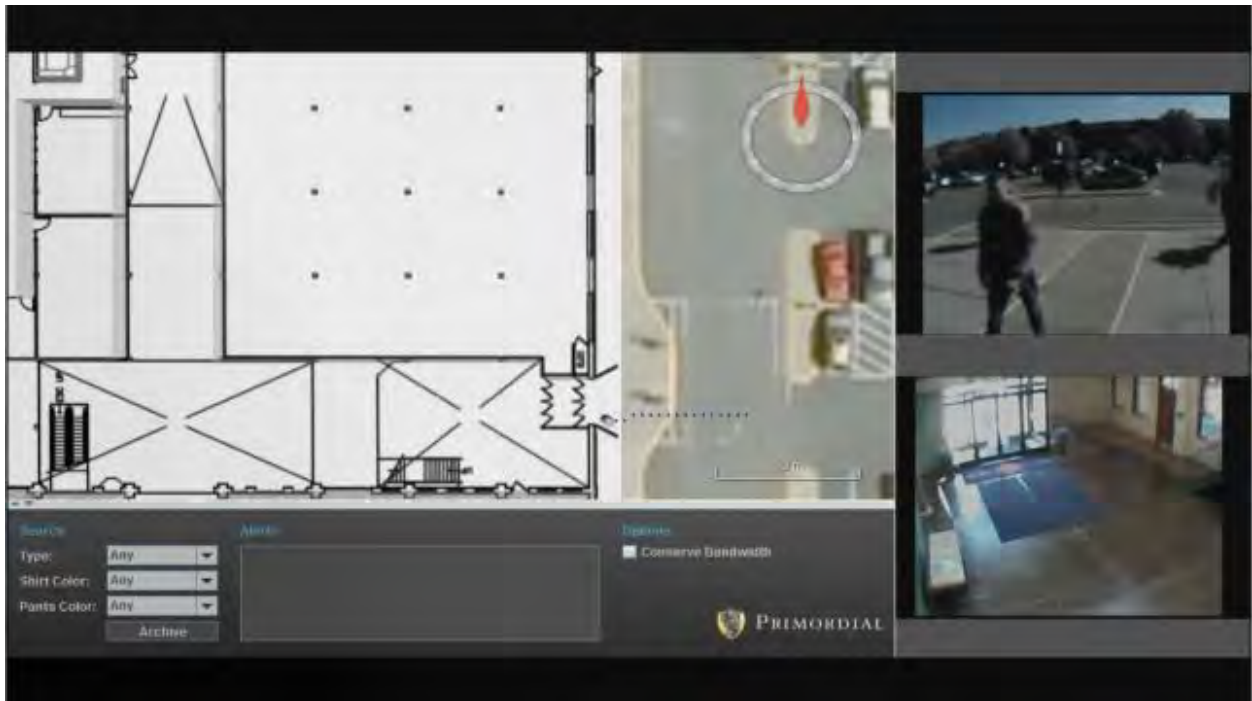 Search
Type: Any
Shirt Color: Any
Pants Color: Any
Archive
Alerts
Options
Conserve Bandwidth
PRIMORDIAL